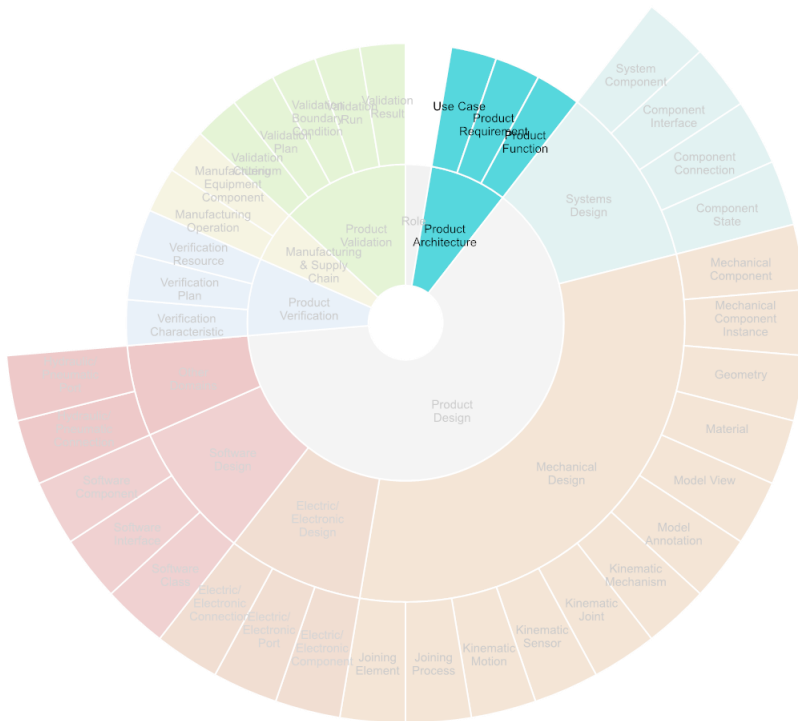 Use Case
Product
Requirement
Product
Function
Product
Architecture
Role
System
Component
Component
Interface
Component
Connection
Component
State
Systems
Design
Mechanical
Component
Mechanical
Component
Instance
Geometry
Material
Model View
Model
Annotation
Kinematic
Mechanism
Kinematic
Joint
Kinematic
Sensor
Kinematic
Motion
Joining
Process
Joining
Element
Mechanical
Design
Product
Design
Electric/
Electronic
Design
Electric/
Electronic
Component
Electric/
Electronic
Port
Electric/
Electronic
Connection
Software
Design
Software
Component
Verification
Characteristic
Verification
Plan
Verification
Resource
Product
Verification
Manufacturing
Operation
Manufacturing
Equipment
Component
Manufacturing
& Supply
Chain
Validation
Criterion
Validation
Plan
Validation
Boundary
Condition
Validation
Run
Validation
Result
Product
Validation